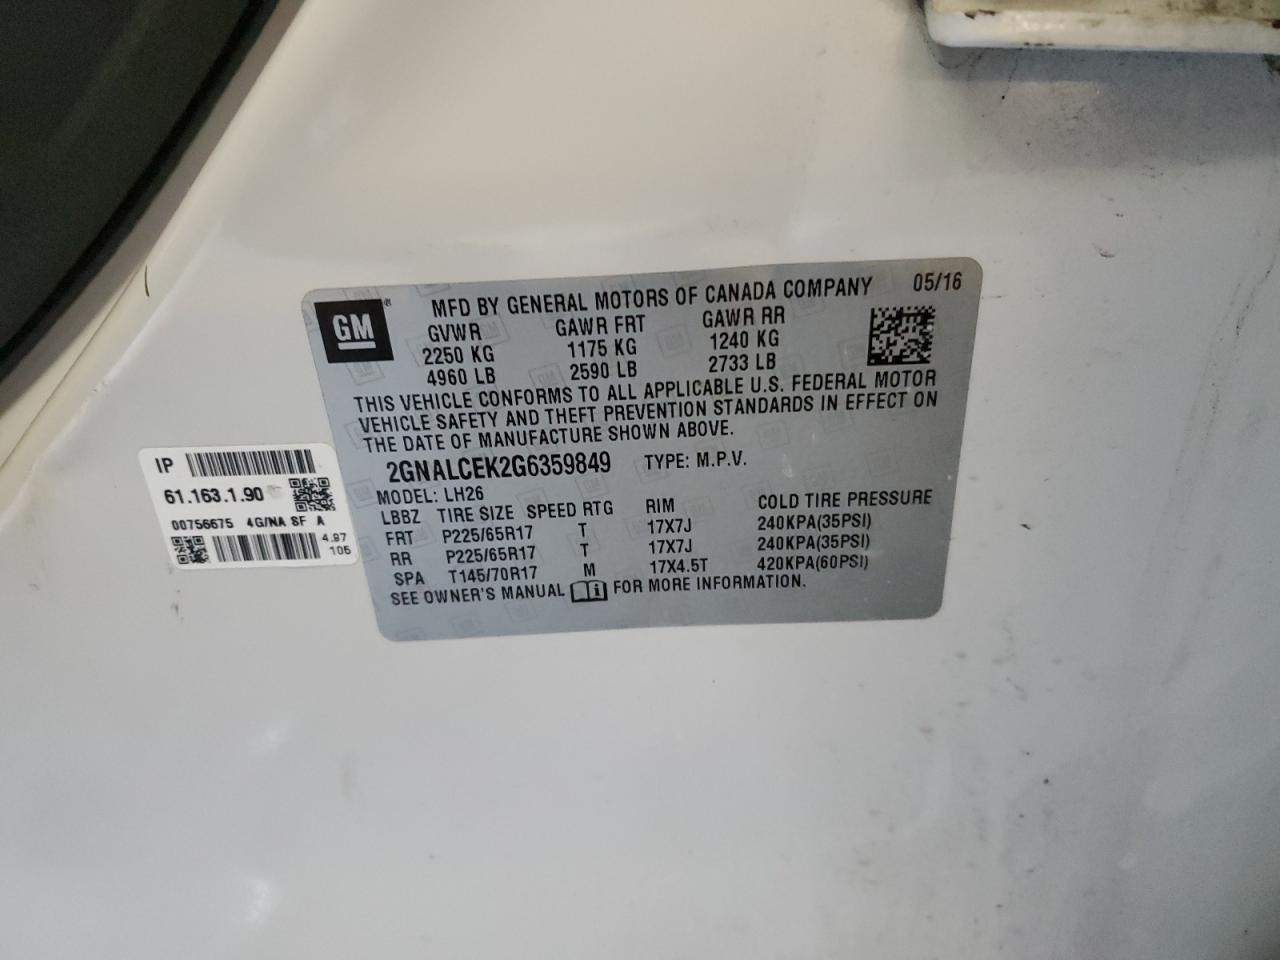 GM®
MFD BY GENERAL MOTORS OF CANADA COMPANY 05/16
GVWR GAWR FRT GAWR RR
2250 KG 1175 KG 1240 KG
4960 LB 2590 LB 2733 LB
THIS VEHICLE CONFORMS TO ALL APPLICABLE U.S. FEDERAL MOTOR
VEHICLE SAFETY AND THEFT PREVENTION STANDARDS IN EFFECT ON
THE DATE OF MANUFACTURE SHOWN ABOVE.
2GNALCEK2G6359849 TYPE: M.P.V.
MODEL: LH26
LBBZ TIRE SIZE SPEED RTG RIM COLD TIRE PRESSURE
FRT P225/65R17 T 17X7J 240KPA(35PSI)
RR P225/65R17 T 17X7J 240KPA(35PSI)
SPA T145/70R17 M 17X4.5T 420KPA(60PSI)
SEE OWNER'S MANUAL i FOR MORE INFORMATION.
IP
61.163.1.90
00756675 4G/NA SF A
4.97
105